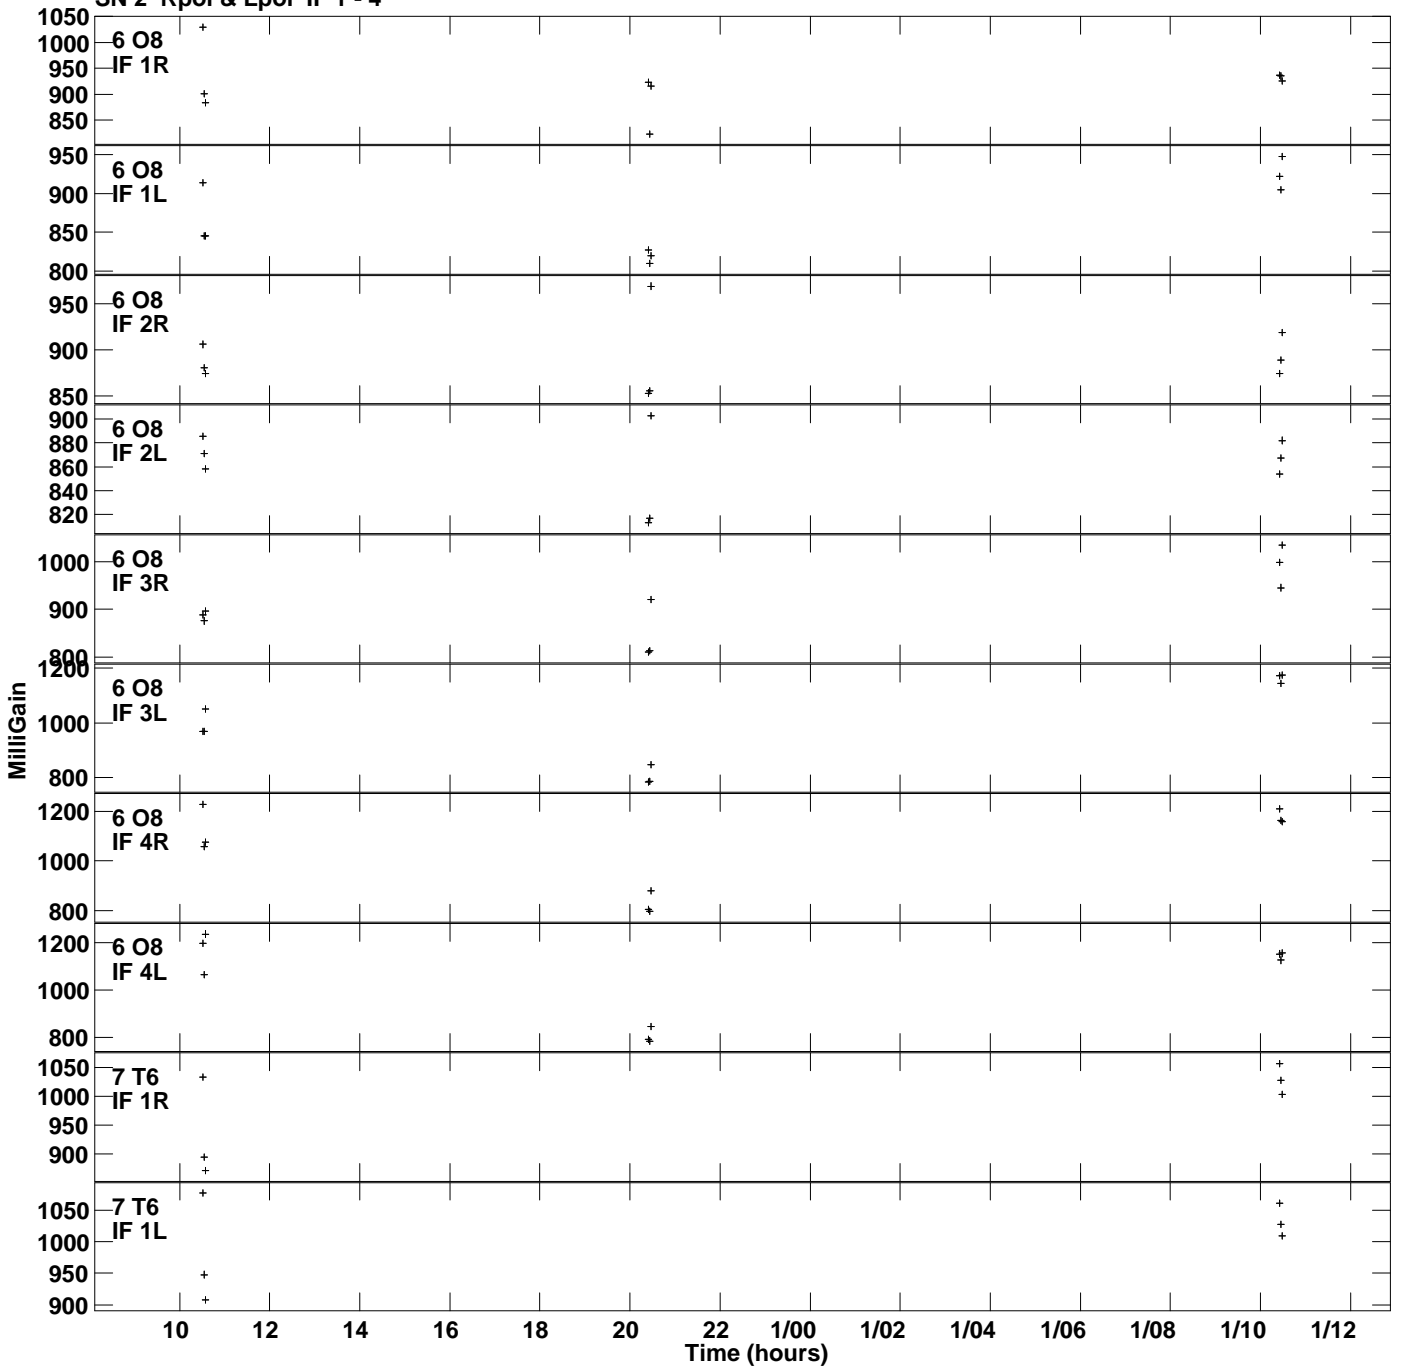 SN 2 Rpol & Lpol IF 1 - 4
1050
1000
950
900
850
6 O8
IF 1R
950
900
850
800
6 O8
IF 1L
950
900
850
6 O8
IF 2R
900
880
860
840
820
6 O8
IF 2L
1000
900
800
6 O8
IF 3R
1200
1000
800
6 O8
IF 3L
MilliGain
1200
1000
800
6 O8
IF 4R
1200
1000
800
6 O8
IF 4L
1050
1000
950
900
7 T6
IF 1R
1050
1000
950
900
7 T6
IF 1L
10 12 14 16 18 20 22 1/00 1/02 1/04 1/06 1/08 1/10 1/12
Time (hours)